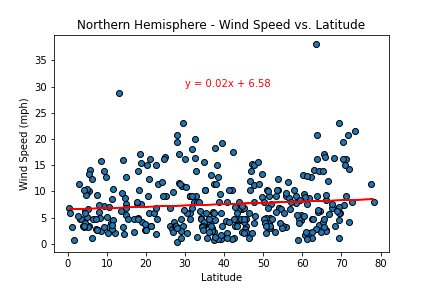 Northern Hemisphere - Wind Speed vs. Latitude
35
30
25
20
15
10
5
0
Wind Speed (mph)
y = 0.02x + 6.58
0 10 20 30 40 50 60 70 80
Latitude